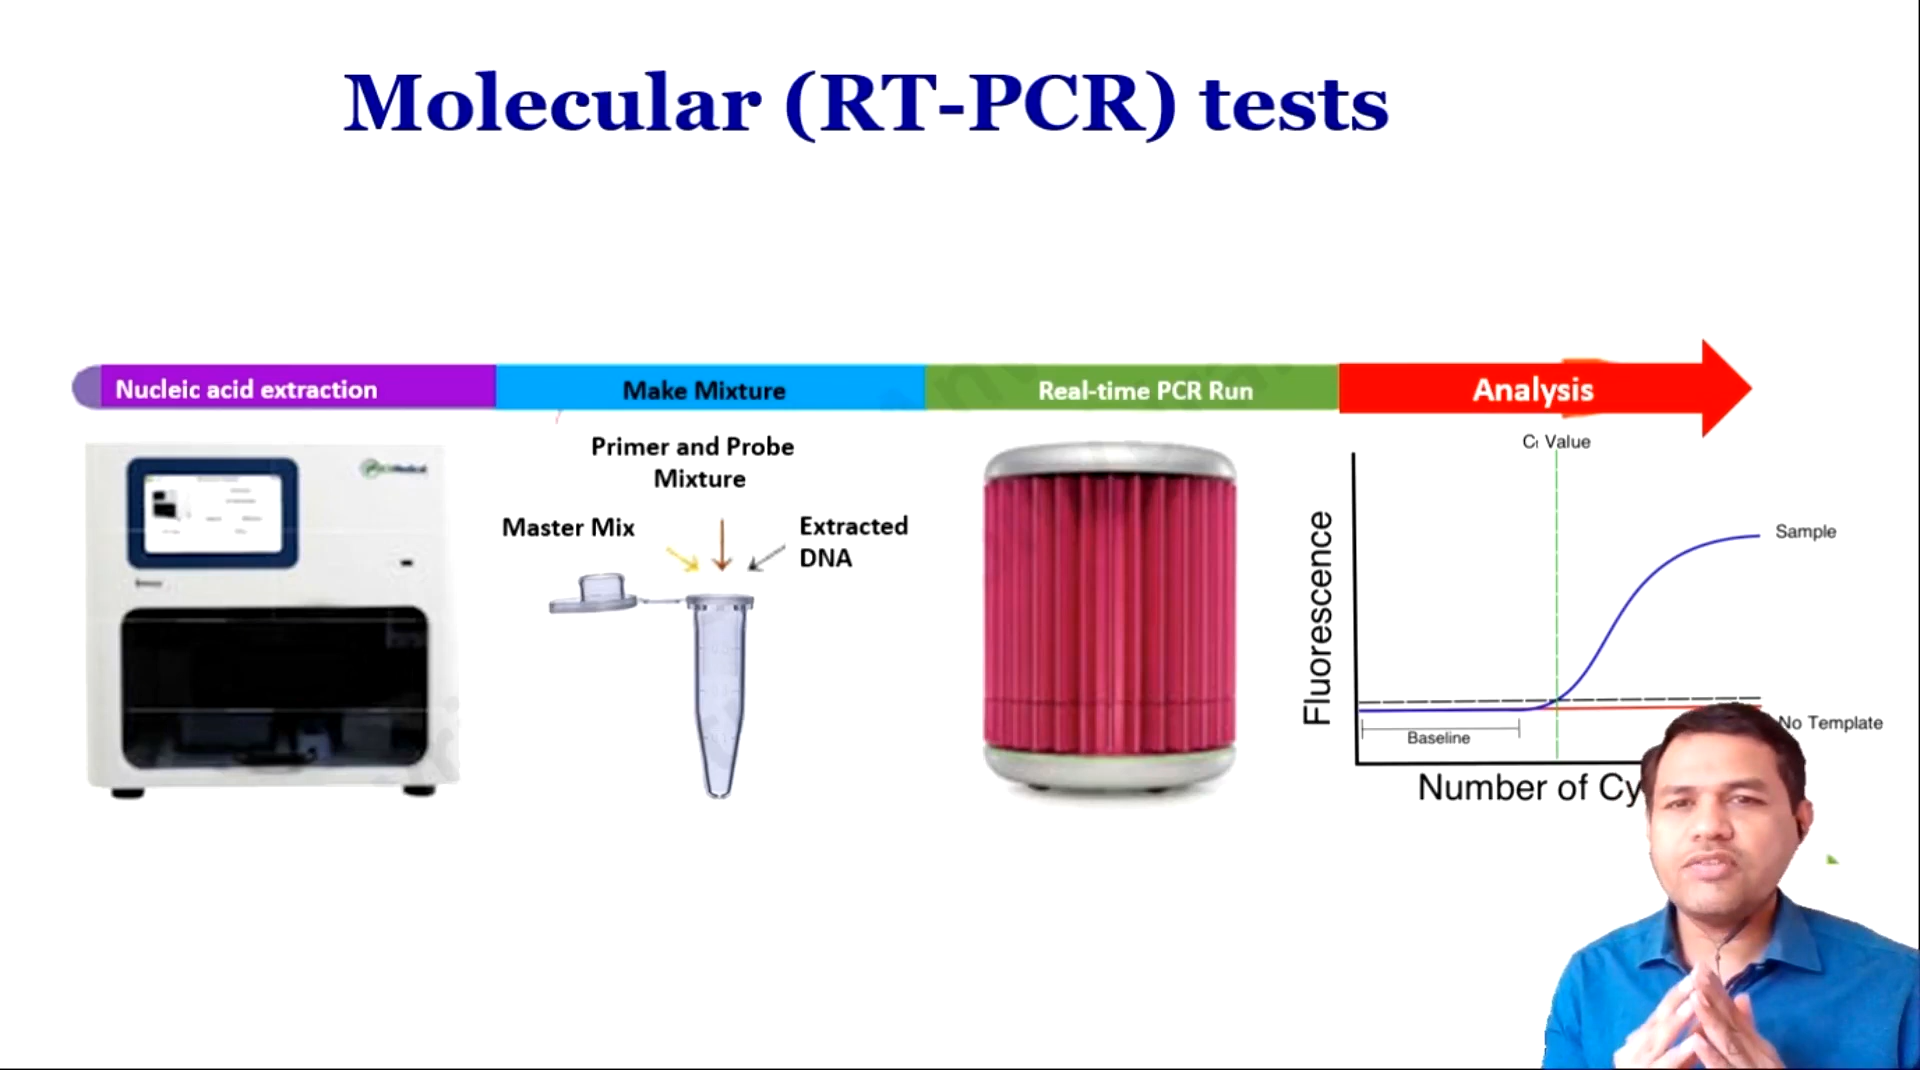 Molecular (RT-PCR) tests
Nucleic acid extraction
Make Mixture
Real-time PCR Run
Analysis
Primer and Probe
Mixture
Master Mix
Extracted
DNA
Ct Value
Fluorescence
Sample
No Template
Baseline
Number of Cy